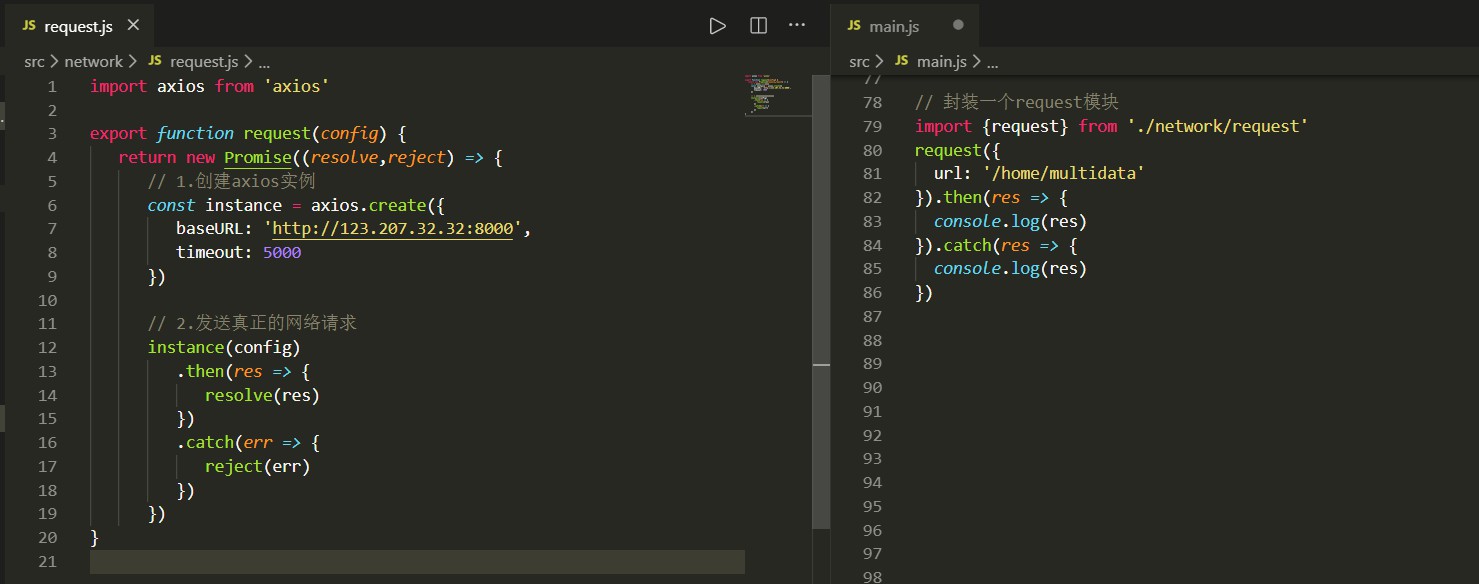 JS request.js
src > network > JS request.js > ...
1 import axios from 'axios'
2
3 export function request(config) {
4 return new Promise((resolve,reject) => {
5 // 1.创建axios实例
6 const instance = axios.create({
7 baseURL: 'http://123.207.32.32:8000',
8 timeout: 5000
9 })
10
11 // 2.发送真正的网络请求
12 instance(config)
13 .then(res => {
14 resolve(res)
15 })
16 .catch(err => {
17 reject(err)
18 })
19 })
20 }
21
JS main.js
src > JS main.js > ...
77 //
78 // 封装一个request模块
79 import {request} from './network/request'
80 request({
81 url: '/home/multidata'
82 }).then(res => {
83 console.log(res)
84 }).catch(res => {
85 console.log(res)
86 })
87
88
89
90
91
92
93
94
95
96
97
98